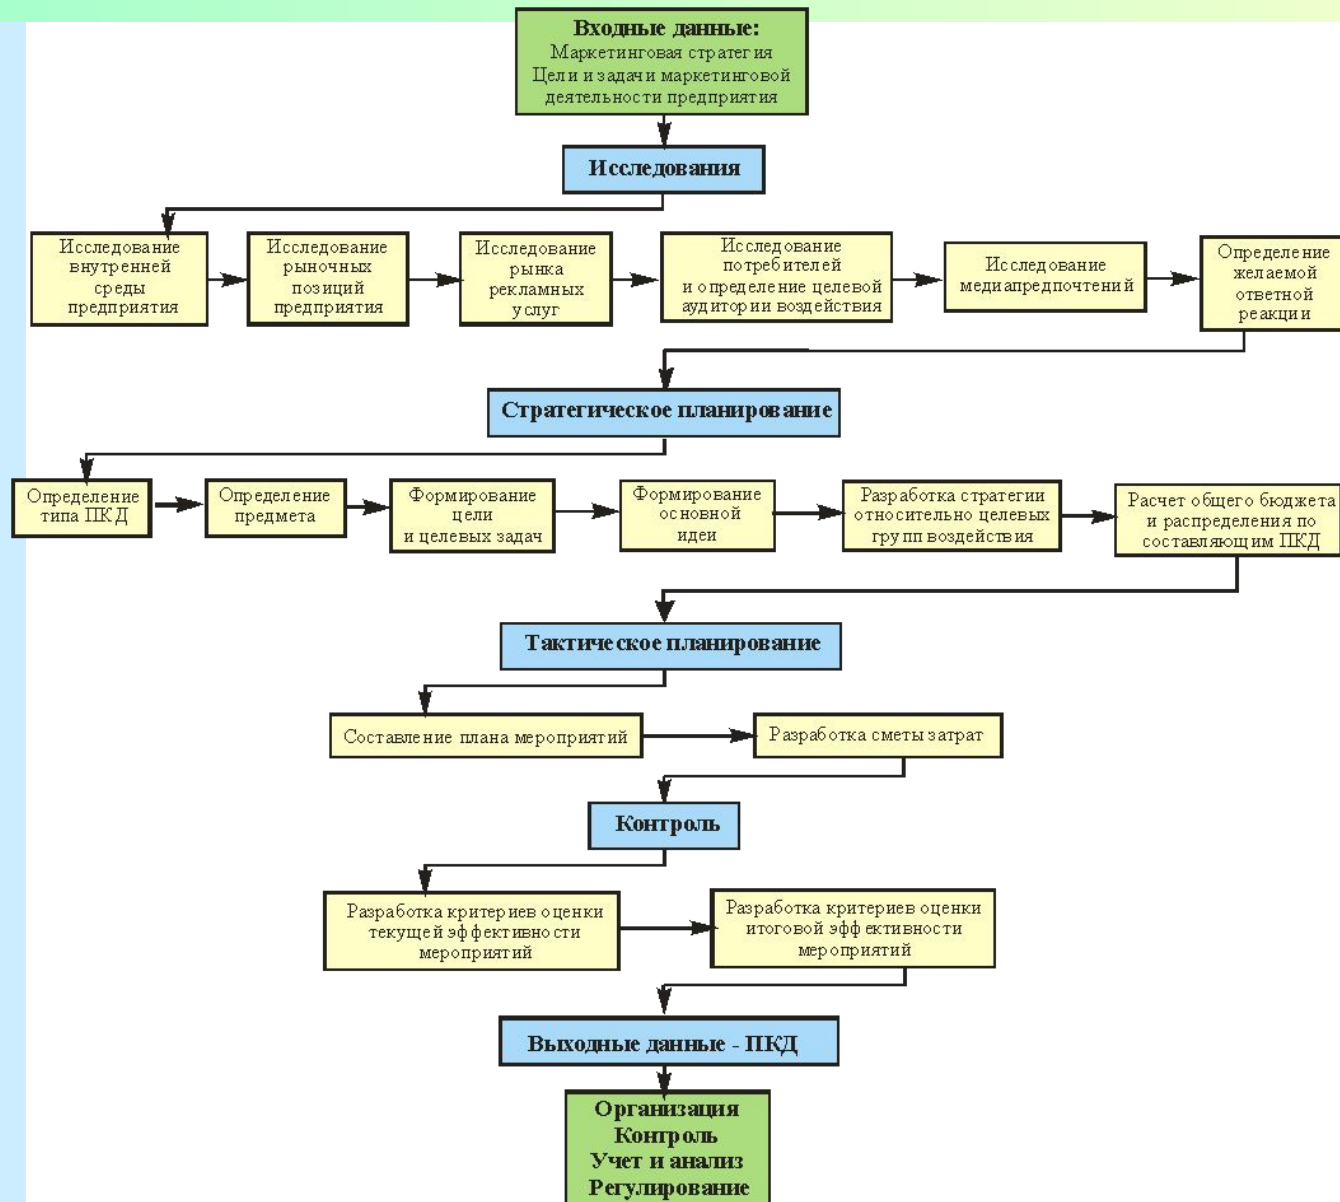 Входные данные:
Маркетинговая стратегия
Цели и задачи маркетинговой
деятельности предприятия
Исследования
Исследование
внутренней
среды
предприятия
Исследование
рыночных
позиций
предприятия
Исследование
рынка
рекламных
услуг
Исследование
потребителей
и определение целевой
аудитории воздействия
Исследование
медиапредпочтений
Определение
желаемой
ответной
реакции
Стратегическое планирование
Определение
типа ПКД
Определение
предмета
Формирование
цели
и целевых задач
Формирование
основной
идеи
Разработка стратегии
относительно целевых
групп воздействия
Расчет общего бюджета
и распределения по
составляющим ПКД
Тактическое планирование
Составление плана мероприятий
Разработка сметы затрат
Контроль
Разработка критериев оценки
текущей эффективности
мероприятий
Разработка критериев оценки
итоговой эффективности
мероприятий
Выходные данные - ПКД
Организация
Контроль
Учет и анализ
Регулирование